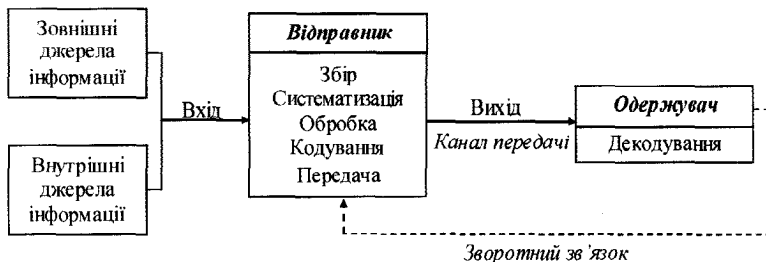 Зовнішні
джерела
інформації
Внутрішні
джерела
інформації
Вхід
Відправник
Збір
Систематизація
Обробка
Кодування
Передача
Вихід
Канал передачі
Одержувач
Декодування
Зворотний зв'язок